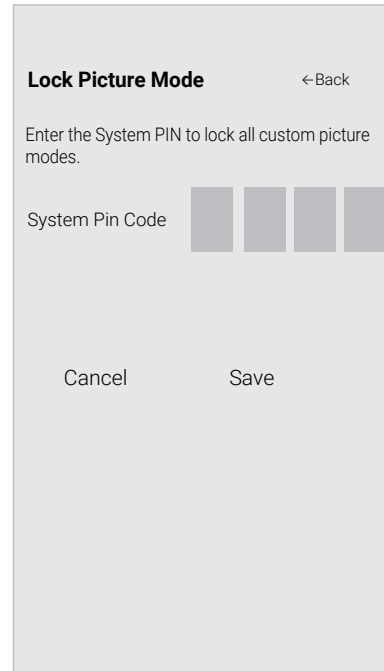 Lock Picture Mode ←Back
Enter the System PIN to lock all custom picture
modes.
System Pin Code
Cancel Save